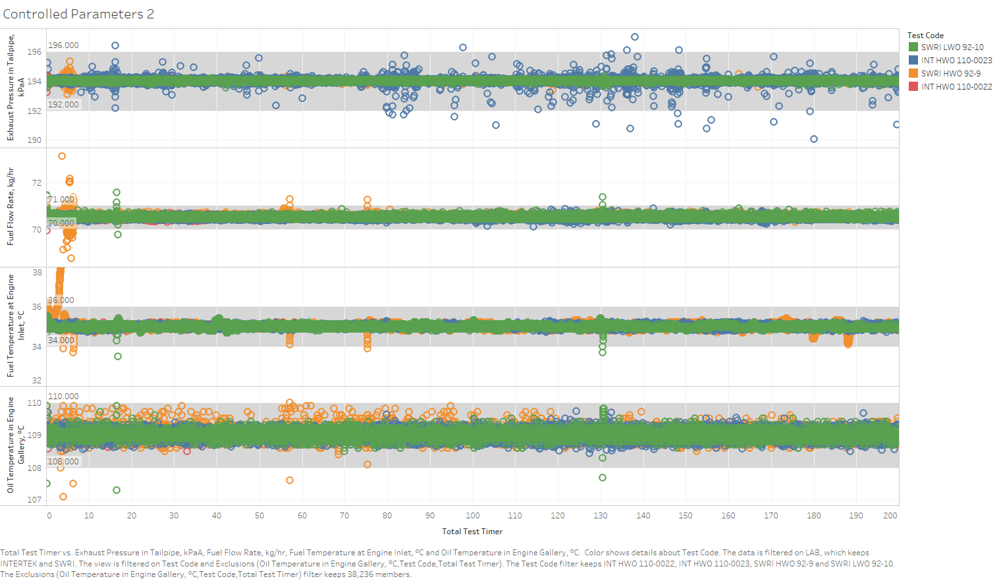 Controlled Parameters 2
Test Code
SWRI LWO 92-10
INT HWO 110-0023
SWRI HWO 92-9
INT HWO 110-0022
Exhaust Pressure in Tailpipe,
kPaA
196
194
192
190
196.000
192.000
Fuel Flow Rate, kg/hr
72
70
71.000
70.000
Fuel Temperature at Engine
Inlet, °C
38
36
34
32
36.000
34.000
Oil Temperature in Engine
Gallery, °C
110
109
108
107
110.000
108.000
0 10 20 30 40 50 60 70 80 90 100 110 120 130 140 150 160 170 180 190 200
Total Test Timer
Total Test Timer vs. Exhaust Pressure in Tailpipe, kPaA, Fuel Flow Rate, kg/hr, Fuel Temperature at Engine Inlet, °C and Oil Temperature in Engine Gallery, °C.  Color shows details about Test Code. The data is filtered on LAB, which keeps
INTERTEK and SWRI. The view is filtered on Test Code and Exclusions (Oil Temperature in Engine Gallery, °C,Test Code,Total Test Timer). The Test Code filter keeps INT HWO 110-0022, INT HWO 110-0023, SWRI HWO 92-9 and SWRI LWO 92-10.
The Exclusions (Oil Temperature in Engine Gallery, °C,Test Code,Total Test Timer) filter keeps 38,236 members.